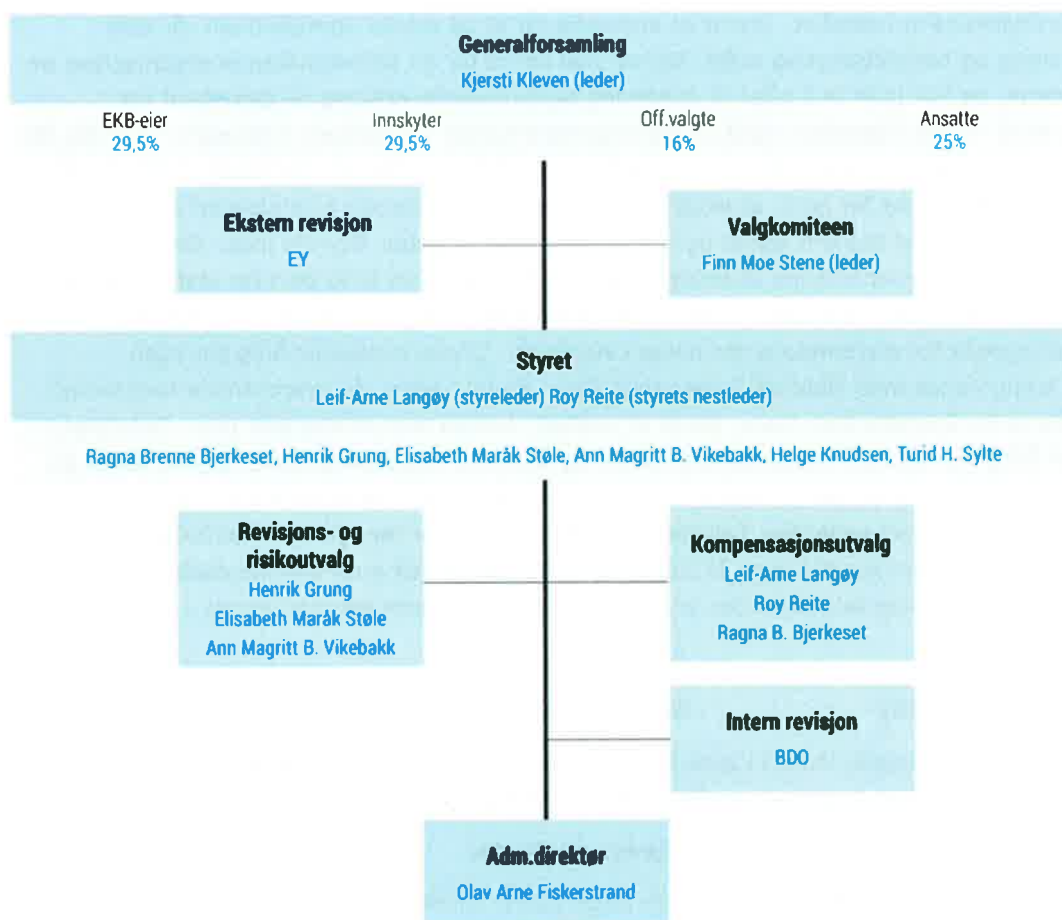 Generalforsamling
Kjersti Kleven (leder)
EKB-eier Innskyter Off.valgte Ansatte
29,5% 29,5% 16% 25%
Ekstern revisjon
EY
Valgkomiteen
Finn Moe Stene (leder)
Styret
Leif-Arne Langøy (styreleder) Roy Reite (styrets nestleder)
Ragna Brenne Bjerkeset, Henrik Grung, Elisabeth Maråk Støle, Ann Magritt B. Vikebakk, Helge Knudsen, Turid H. Sylte
Revisjons- og
risikoutvalg
Henrik Grung
Elisabeth Maråk Støle
Ann Magritt B. Vikebakk
Kompensasjonsutvalg
Leif-Arne Langøy
Roy Reite
Ragna B. Bjerkeset
Intern revisjon
BDO
Adm.direktør
Olav Arne Fiskerstrand